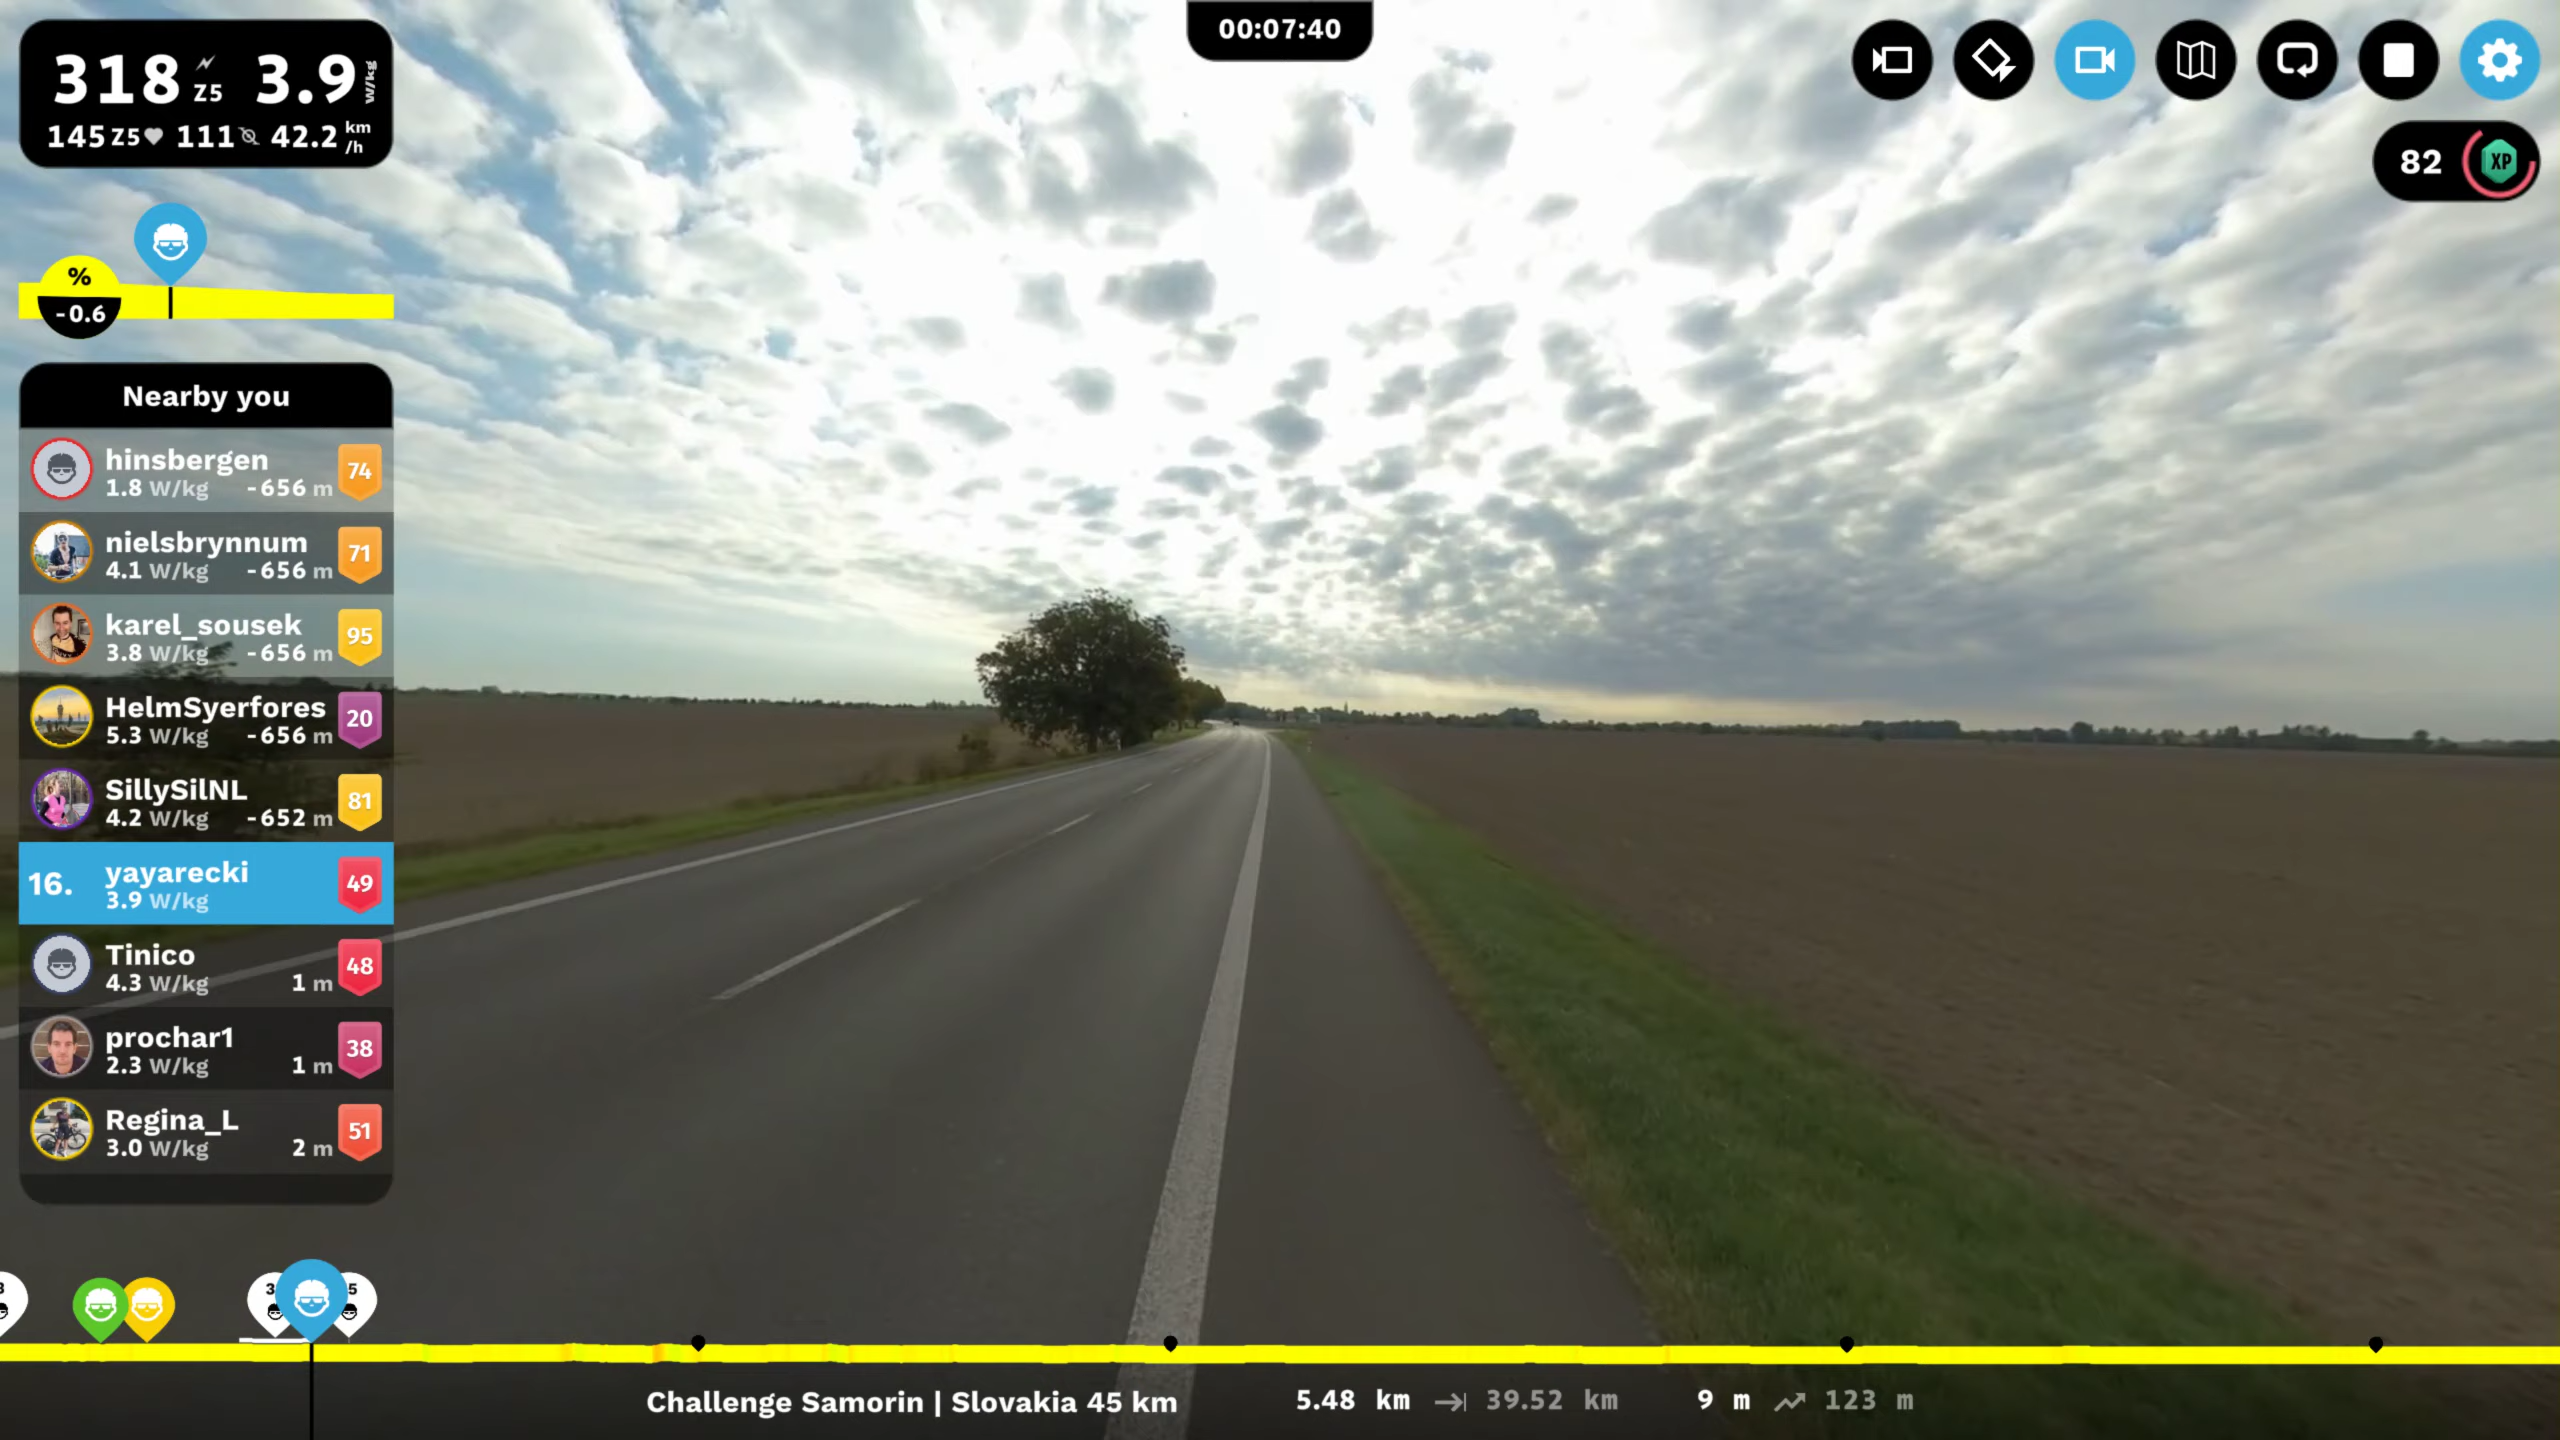 00:07:40
318 Z5 3.9 W/kg
145 Z5 111 42.2 km/h
82 XP
%
-0.6
Nearby you
hinsbergen
1.8 W/kg -656 m 74
nielsbrynnum
4.1 W/kg -656 m 71
karel_sousek
3.8 W/kg -656 m 95
HelmSyerfores
5.3 W/kg -656 m 20
SillySilNL
4.2 W/kg -652 m 81
16. yayarecki
3.9 W/kg 49
Tinico
4.3 W/kg 1 m 48
prochar1
2.3 W/kg 1 m 38
Regina_L
3.0 W/kg 2 m 51
3 5
Challenge Samorin | Slovakia 45 km 5.48 km 39.52 km 9 m 123 m